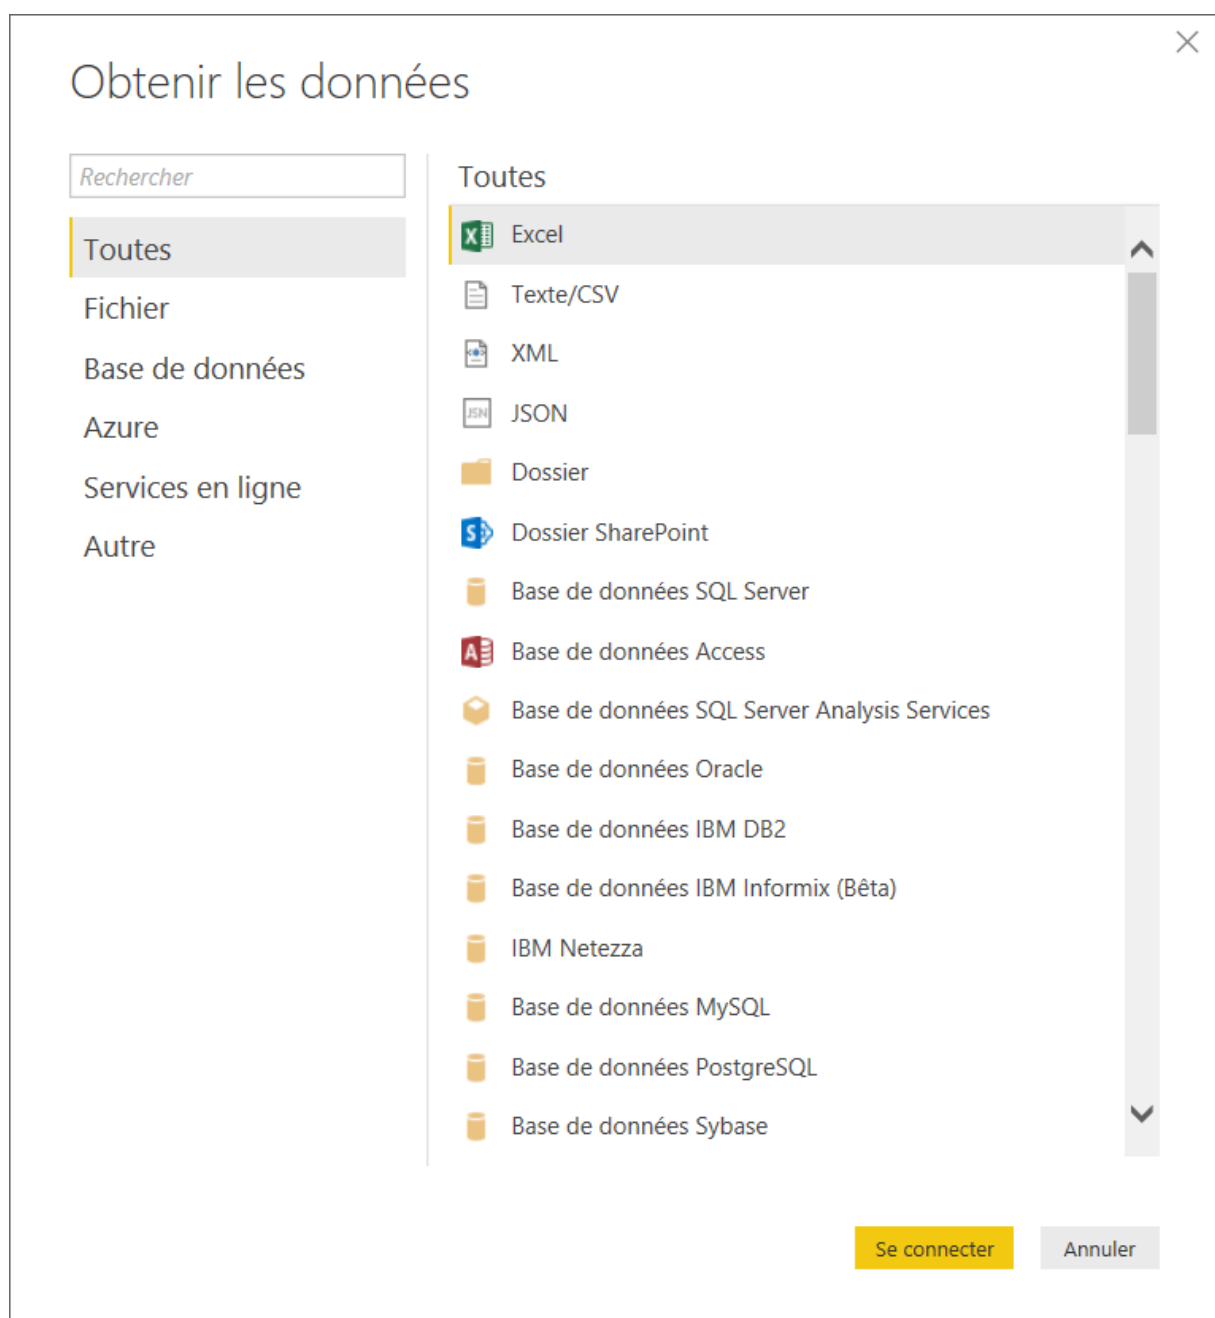 Obtenir les données
Rechercher
Toutes
Fichier
Base de données
Azure
Services en ligne
Autre
Toutes
Excel
Texte/CSV
XML
JSN
JSON
Dossier
Dossier SharePoint
Base de données SQL Server
Base de données Access
Base de données SQL Server Analysis Services
Base de données Oracle
Base de données IBM DB2
Base de données IBM Informix (Bêta)
IBM Netezza
Base de données MySQL
Base de données PostgreSQL
Base de données Sybase
Se connecter
Annuler